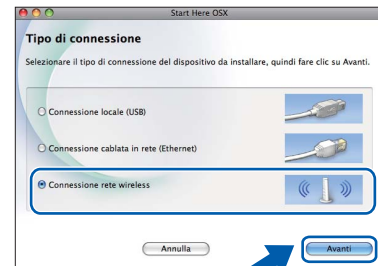 Start Here OSX
Tipo di connessione
Selezionare il tipo di connessione del dispositivo da installare, quindi fare clic su Avanti.
Connessione locale (USB)
Connessione cablata in rete (Ethernet)
Connessione rete wireless
Annulla
Avanti